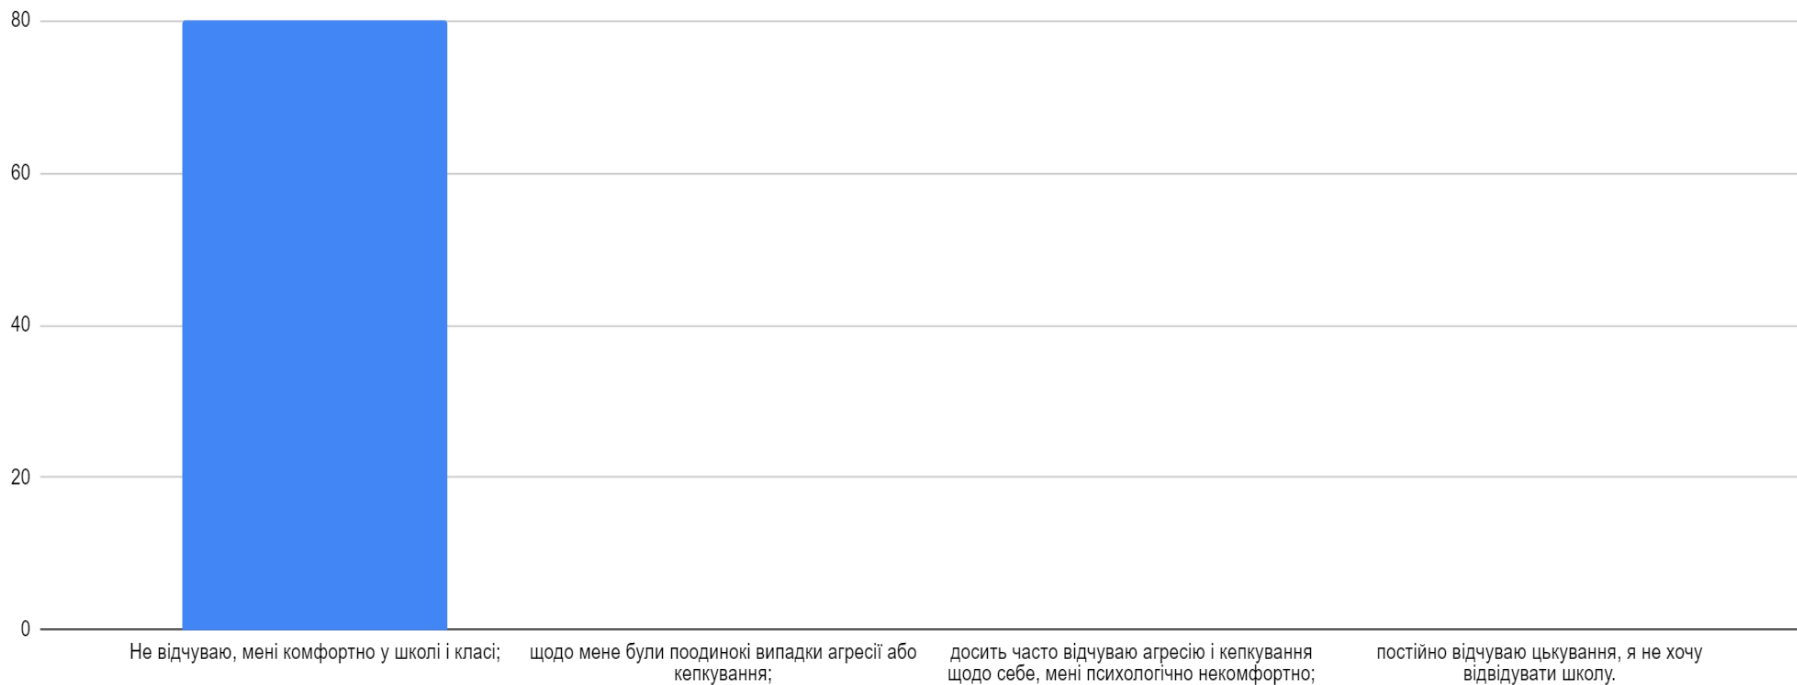 80
60
40
20
0
Не відчуваю, мені комфортно у школі і класі;
щодо мене були поодинокі випадки агресії або
кепкування;
досить часто відчуваю агресію і кепкування
щодо себе, мені психологічно некомфортно;
постійно відчуваю цькування, я не хочу
відвідувати школу.